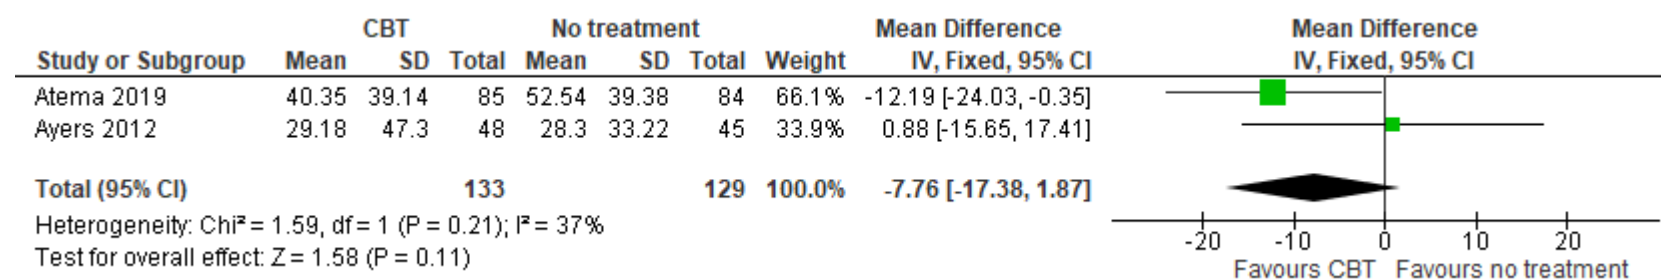 CBT No treatment Mean Difference Mean Difference
Study or Subgroup Mean SD Total Mean SD Total Weight IV, Fixed, 95% CI IV, Fixed, 95% CI
Atema 2019 40.35 39.14 85 52.54 39.38 84 66.1% -12.19 [-24.03, -0.35]
Ayers 2012 29.18 47.3 48 28.3 33.22 45 33.9% 0.88 [-15.65, 17.41]
Total (95% CI) 133 129 100.0% -7.76 [-17.38, 1.87]
Heterogeneity: Chi² = 1.59, df = 1 (P = 0.21); I² = 37%
Test for overall effect: Z = 1.58 (P = 0.11)
-20 -10 0 10 20
Favours CBT Favours no treatment